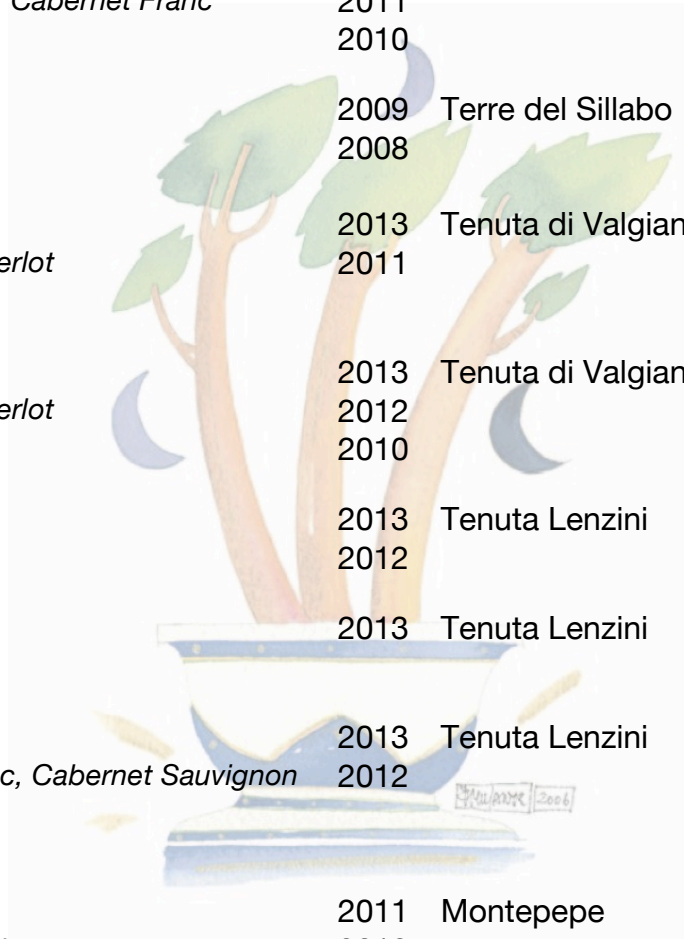 Cabernet Franc 2011
2010
2009 Terre del Sillabo
2008
2013 Tenuta di Valgian
erlot 2011
2013 Tenuta di Valgian
erlot 2012
2010
2013 Tenuta Lenzini
2012
2013 Tenuta Lenzini
2013 Tenuta Lenzini
c, Cabernet Sauvignon 2012
2006
2011 Montepepe